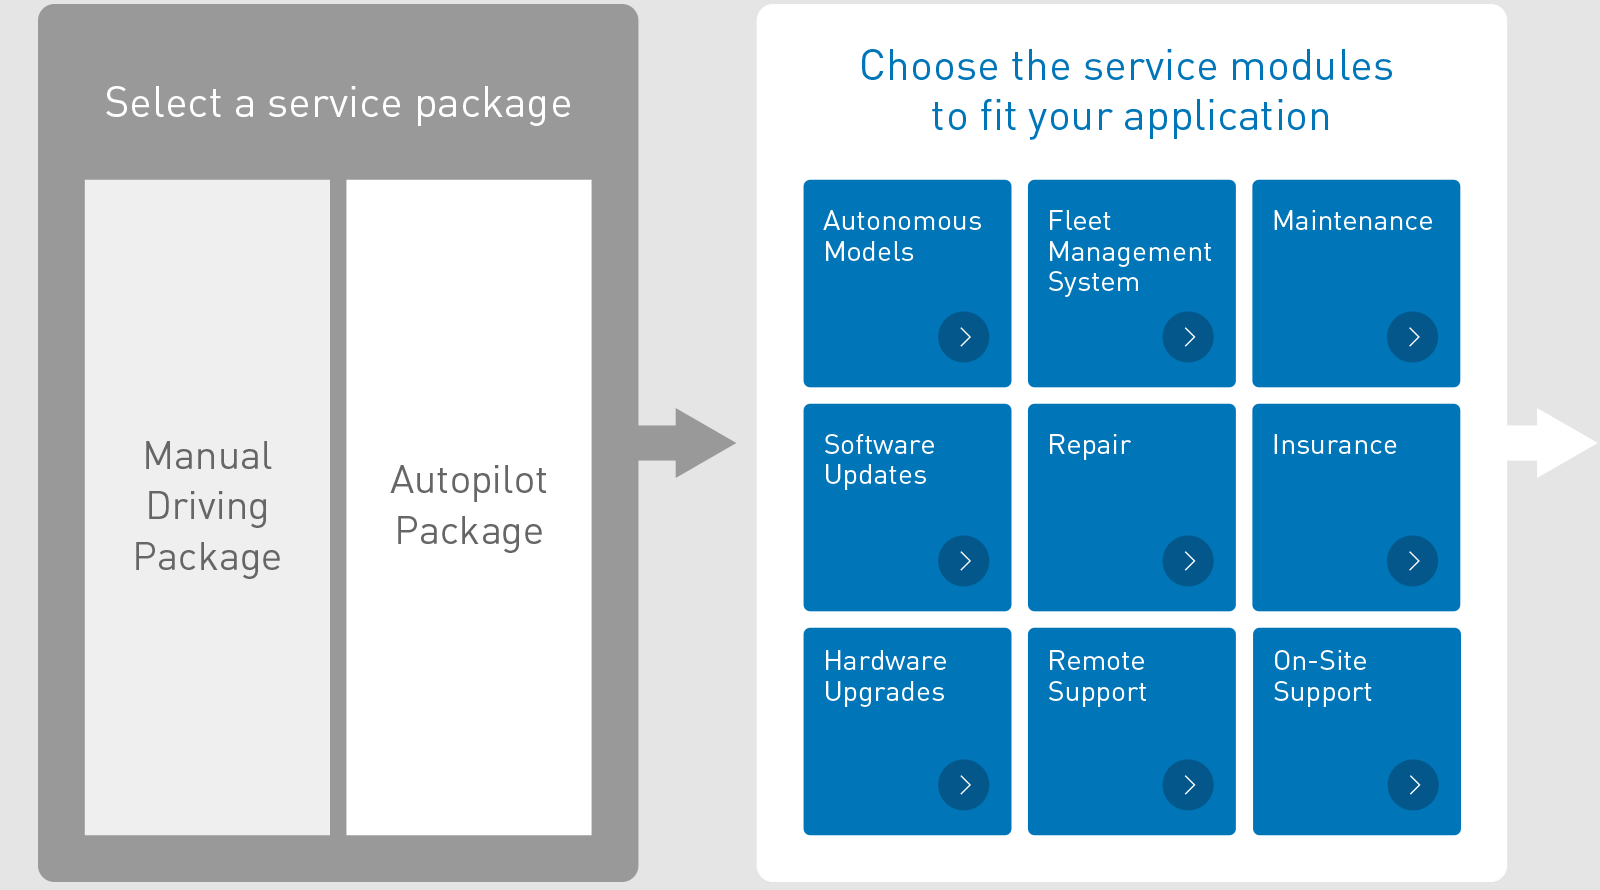 Select a service package
Manual
Driving
Package
Autopilot
Package
Choose the service modules
to fit your application
Autonomous
Models
Fleet
Management
System
Maintenance
Software
Updates
Repair
Insurance
Hardware
Upgrades
Remote
Support
On-Site
Support